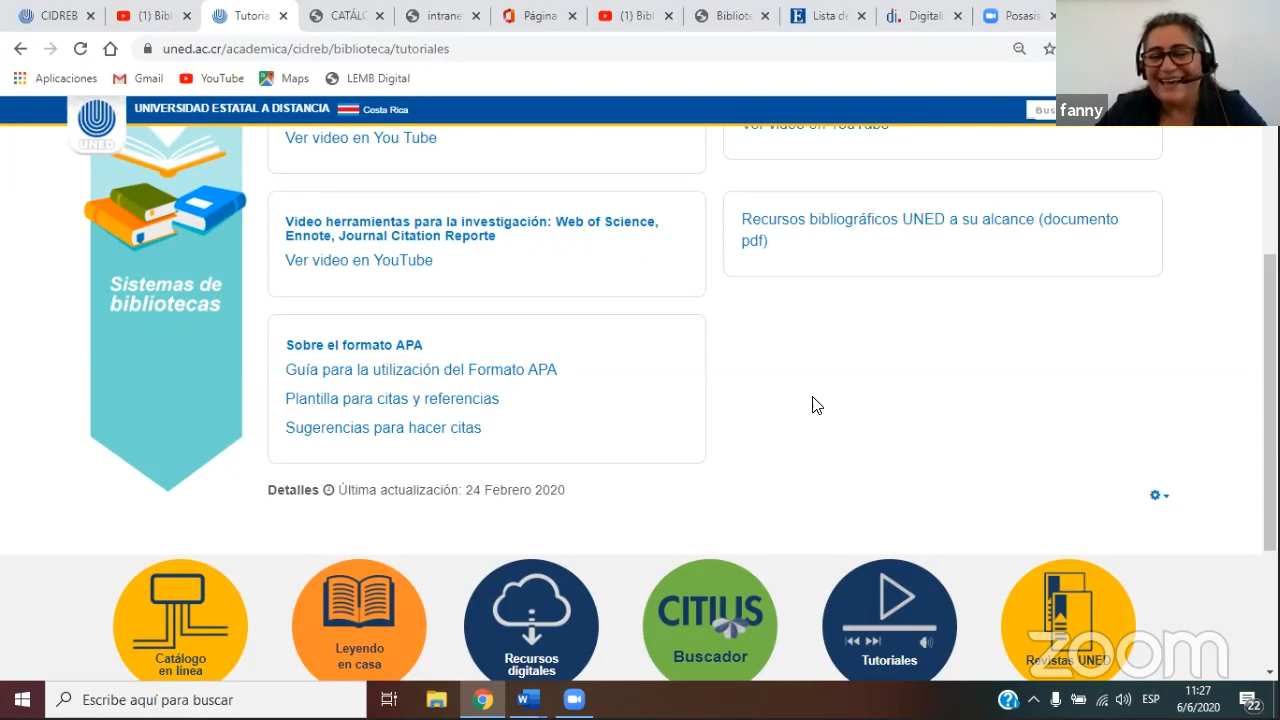 CIDREB
(1) Bibl
Tutoria
CATÁLC
intrane
Página
(1) Bibl
Bibliote
Lista de
Digitali
Posasis
uned.ac.cr/academica/cidreb/biblioteca/tutoriales
Aplicaciones
Gmail
YouTube
Maps
LEMB Digital
UNIVERSIDAD ESTATAL A DISTANCIA
Costa Rica
Bus
fanny
UNED
Ver video en You Tube
Ver video en YouTube
Video herramientas para la investigación: Web of Science,
Ennote, Journal Citation Reporte
Ver video en YouTube
Recursos bibliográficos UNED a su alcance (documento
pdf)
Sistemas de
bibliotecas
Sobre el formato APA
Guía para la utilización del Formato APA
Plantilla para citas y referencias
Sugerencias para hacer citas
Detalles Última actualización: 24 Febrero 2020
Catálogo
en línea
Leyendo
en casa
Recursos
digitales
CITIUS
Buscador
Tutoriales
Revistas UNED
zoom
Escribe aquí para buscar
ESP
11:27
6/6/2020
22